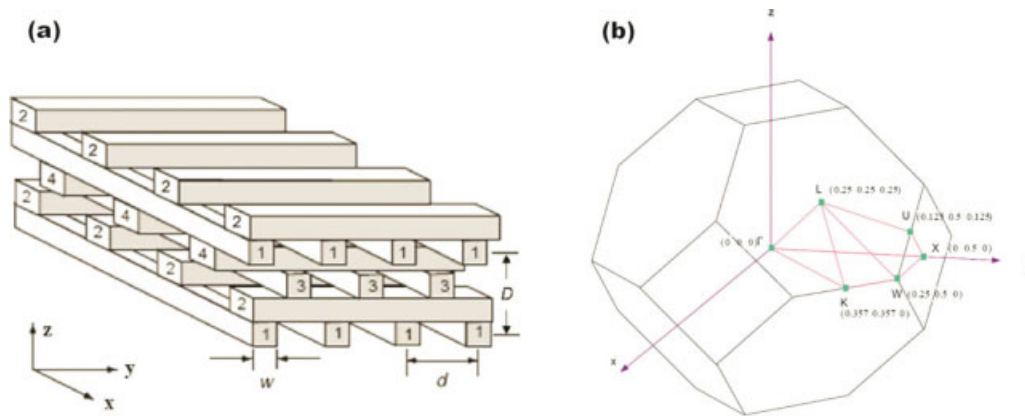 (a)
2
2
2
2
1 1 1 1
4
4
4
2
2
2
2
3 3 3
1 1 1 1
D
w
d
z
y
x
(b)
z
L (0.25 0.25 0.25)
U (0.125 0.5 0.125)
X (0 0.5 0)
(0 0 0)Γ
W (0.25 0.5 0)
K
(0.357 0.357 0)
x